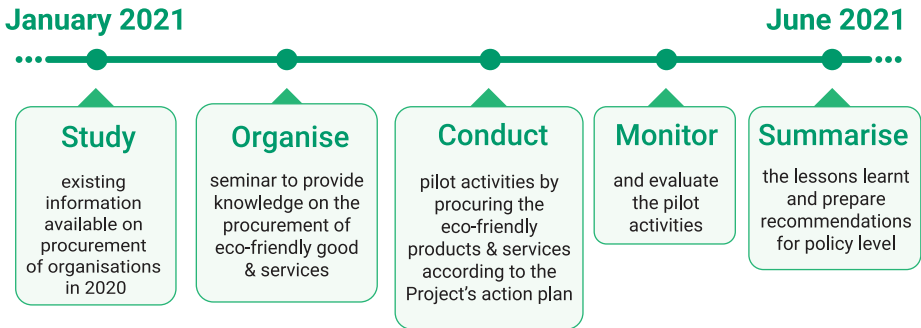 January 2021
June 2021
Study
existing
information
available on
procurement
of organisations
in 2020
Organise
seminar to provide
knowledge on the
procurement of
eco-friendly good
& services
Conduct
pilot activities by
procuring the
eco-friendly
products & services
according to the
Project's action plan
Monitor
and evaluate
the pilot
activities
Summarise
the lessons learnt
and prepare
recommendations
for policy level